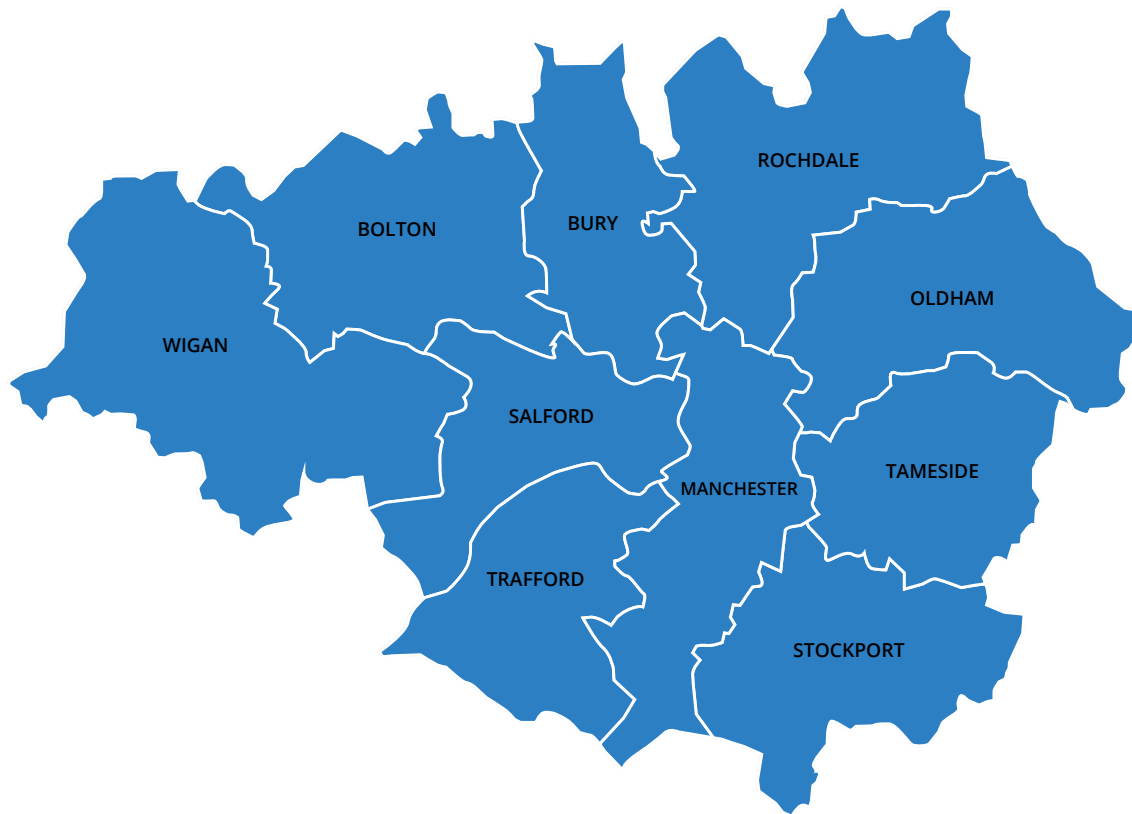 ROCHDALE
BOLTON
BURY
OLDHAM
WIGAN
SALFORD
TAMESIDE
MANCHESTER
TRAFFORD
STOCKPORT